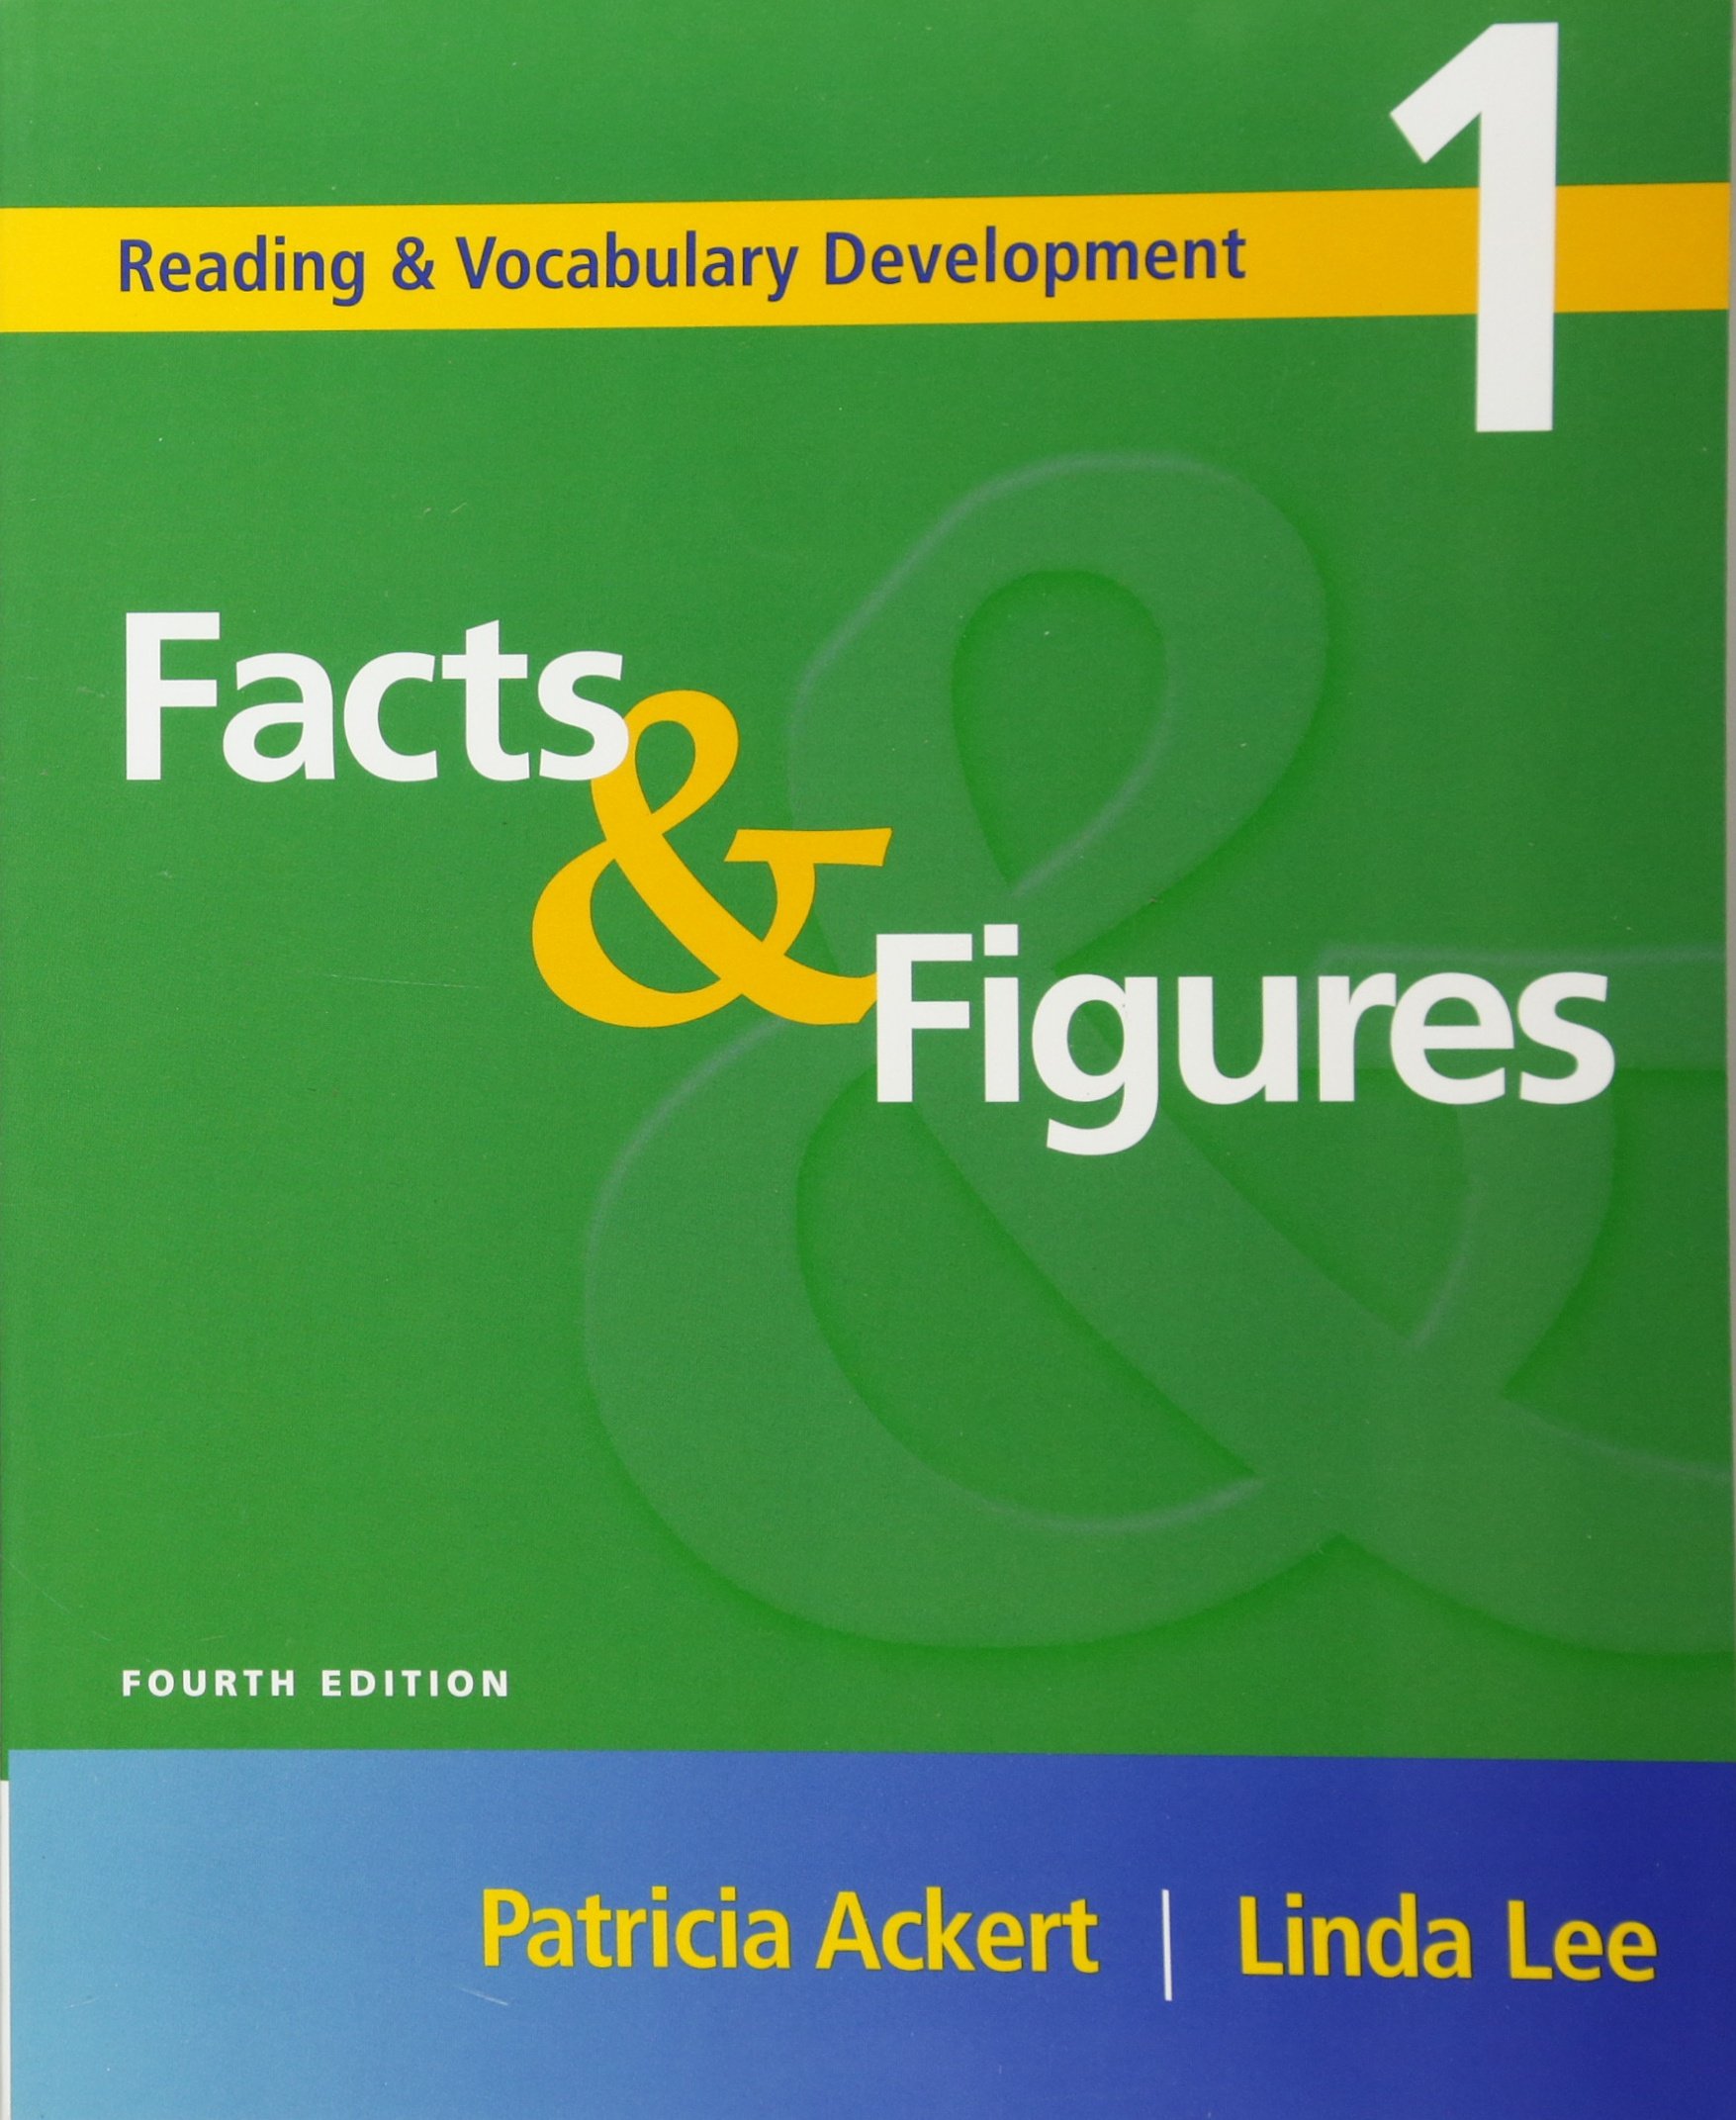 1
Reading & Vocabulary Development
Facts
&
Figures
FOURTH EDITION
Patricia Ackert | Linda Lee